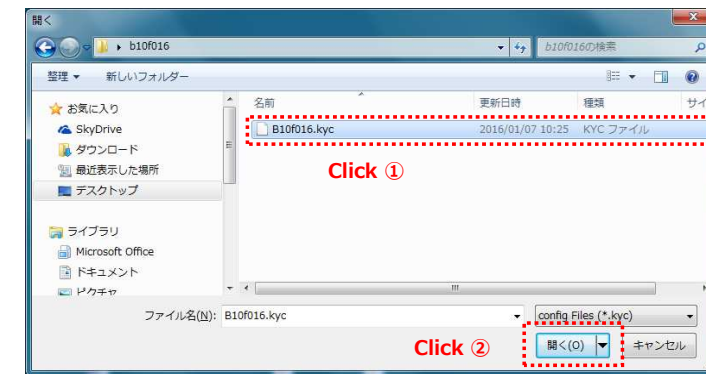 開く
b10f016
b10f016の検索
整理 新しいフォルダー
お気に入り
SkyDrive
ダウンロード
最近表示した場所
デスクトップ
ライブラリ
Microsoft Office
ドキュメント
ピクチャ
名前 更新日時 種類 サイ
B10f016.kyc 2016/01/07 10:25 KYC ファイル
Click ①
ファイル名(N): B10f016.kyc config Files (*.kyc)
Click ② 開く(O) キャンセル